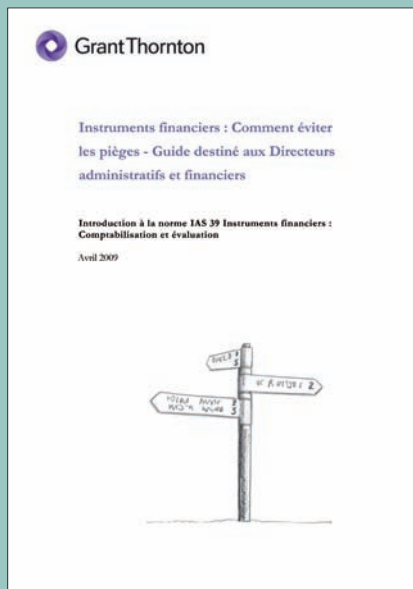 Grant Thornton
Instruments financiers : Comment éviter
les pièges - Guide destiné aux Directeurs
administratifs et financiers
Introduction à la norme IAS 39 Instruments financiers :
Comptabilisation et évaluation
Avril 2009